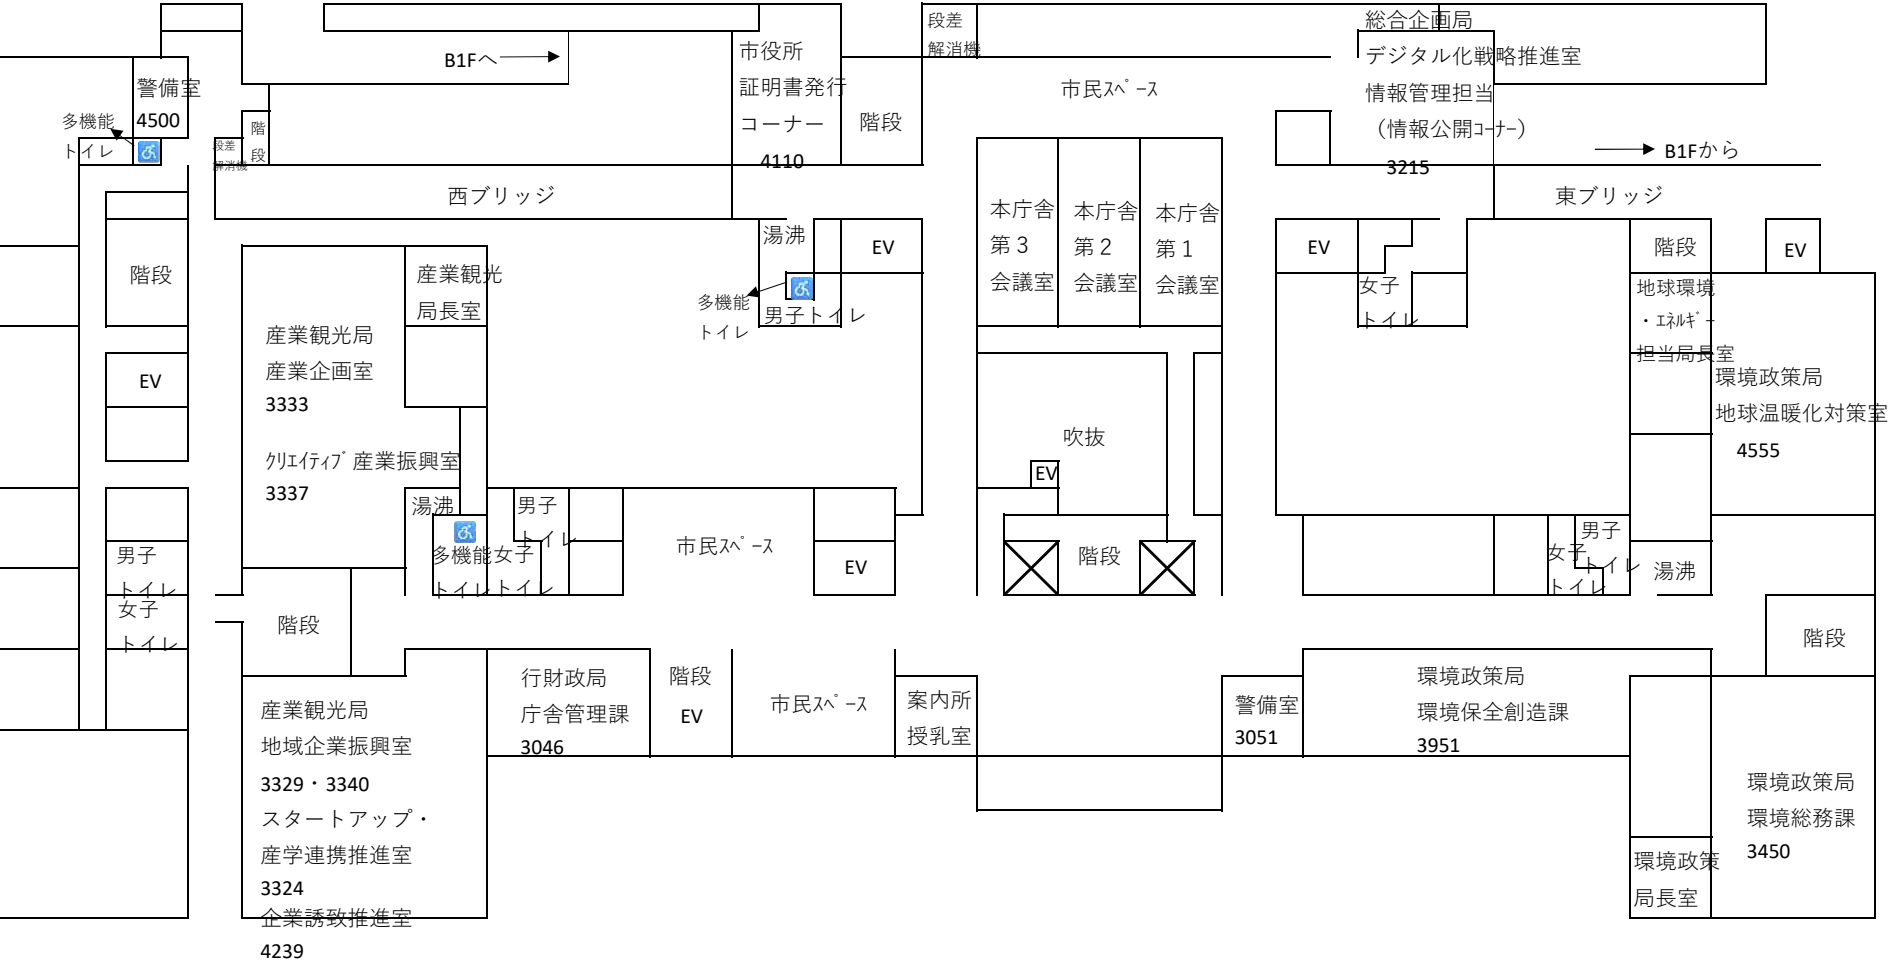 段差
解消機
総合企画局
デジタル化戦略推進室
情報管理担当
（情報公開ｺｰﾅｰ）
3215
B1Fへ
市役所
証明書発行
コーナー
4110
市民ｽﾍﾟｰｽ
警備室
4500
多機能
トイレ
段差
解消機
階
段
階段
B1Fから
西ブリッジ
東ブリッジ
本庁舎
第３
会議室
本庁舎
第２
会議室
本庁舎
第１
会議室
湯沸
EV
EV
階段
EV
階段
産業観光
局長室
多機能
トイレ
男子トイレ
女子
トイレ
地球環境
・ｴﾈﾙｷﾞｰ
担当局長室
産業観光局
産業企画室
3333
ｸﾘｴｲﾃｨﾌﾞ産業振興室
3337
EV
環境政策局
地球温暖化対策室
4555
吹抜
EV
湯沸
男子
トイレ
多機能
トイレ
女子
トイレ
市民ｽﾍﾟｰｽ
EV
階段
男子
トイレ
女子
トイレ
湯沸
男子
トイレ
女子
トイレ
階段
階段
行財政局
庁舎管理課
3046
階段
EV
市民ｽﾍﾟｰｽ
案内所
授乳室
警備室
3051
環境政策局
環境保全創造課
3951
産業観光局
地域企業振興室
3329・3340
スタートアップ・
産学連携推進室
3324
企業誘致推進室
4239
環境政策局
環境総務課
3450
環境政策
局長室